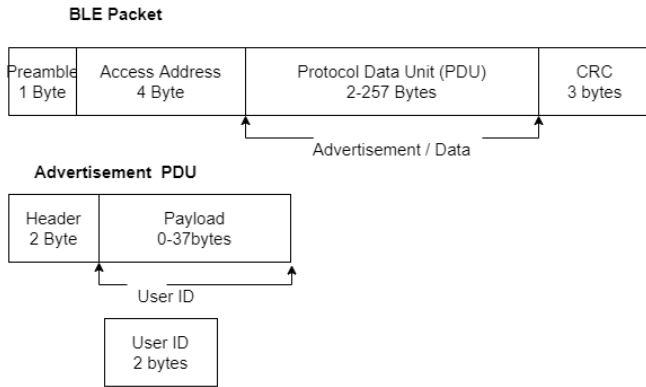 BLE Packet
Preamble Access Address Protocol Data Unit (PDU) CRC
1 Byte 4 Byte 2-257 Bytes 3 bytes
Advertisement / Data
Advertisement PDU
Header Payload
2 Byte 0-37bytes
User ID
User ID
2 bytes